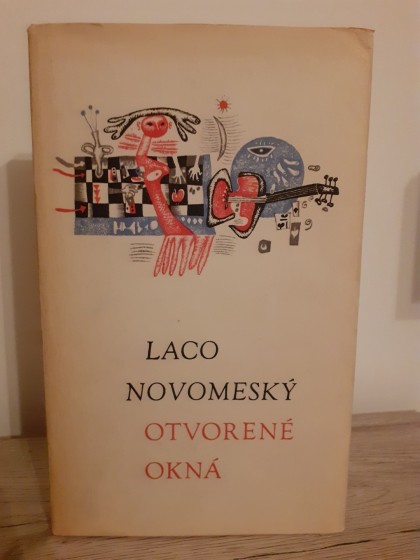 LACO
NOVOMESKÝ
OTVORENÉ
OKNÁ